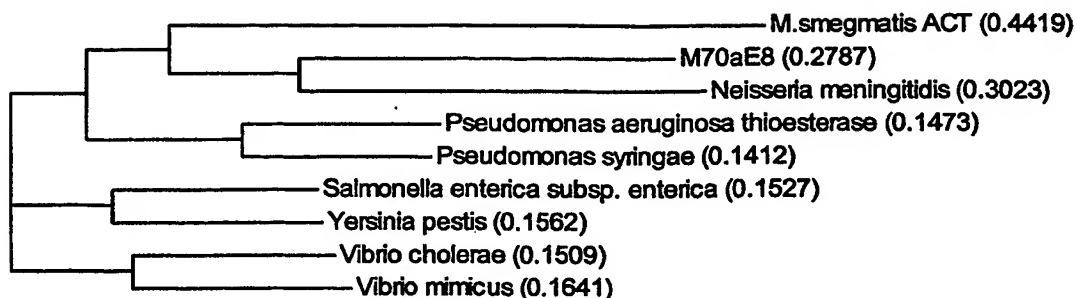 M.smegmatis ACT (0.4419)
M70aE8 (0.2787)
Neisseria meningitidis (0.3023)
Pseudomonas aeruginosa thioesterase (0.1473)
Pseudomonas syringae (0.1412)
Salmonella enterica subsp. enterica (0.1527)
Yersinia pestis (0.1562)
Vibrio cholerae (0.1509)
Vibrio mimicus (0.1641)